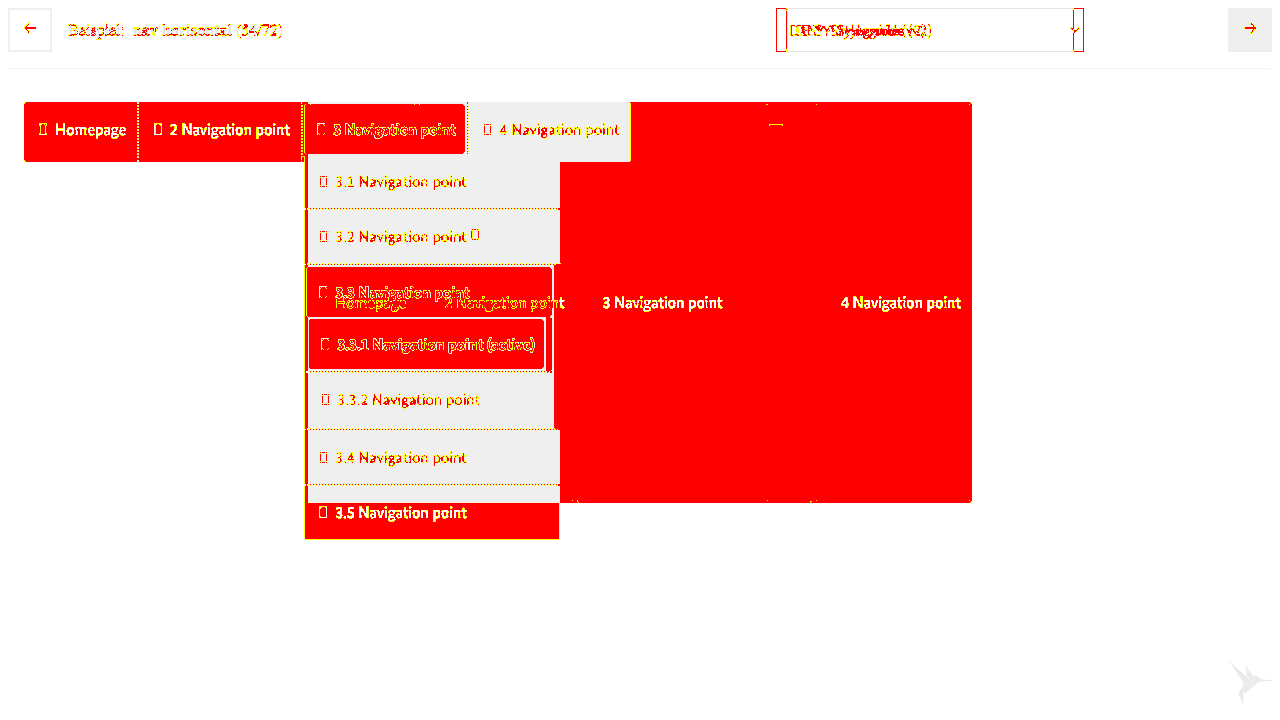 Beispiel: nav horizontal (34/72)
Homepage
2 Navigation point
3 Navigation point
4 Navigation point
3.1 Navigation point
3.2 Navigation point
3.3 Navigation point
Homepage
2 Navigation point
3 Navigation point
4 Navigation point
3.3.1 Navigation point (active)
3.3.2 Navigation point
3.4 Navigation point
3.5 Navigation point